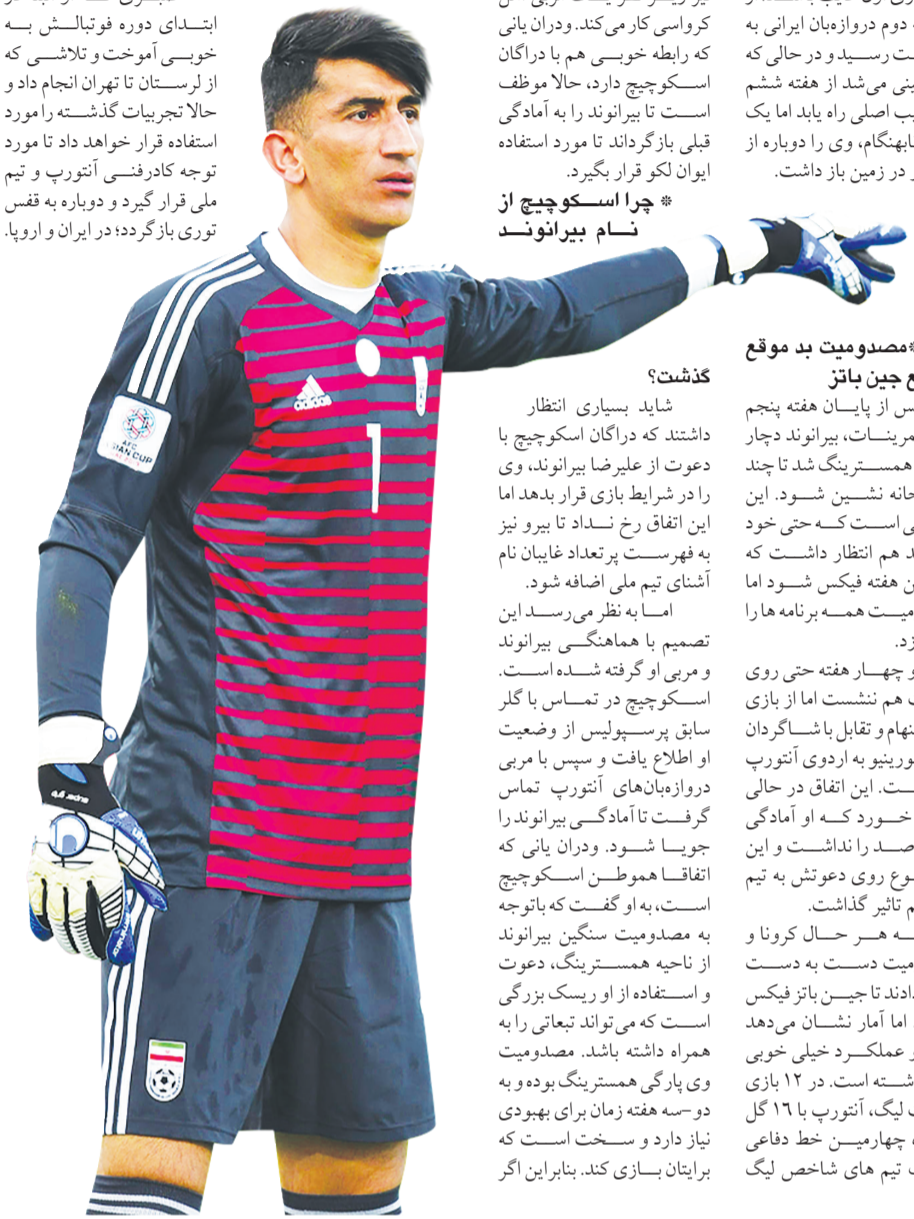 دوم دروازه‌بان ایرانی به
رسید و در حالی که
می‌شد از هفته ششم
اصلی راه یابد اما یک
وی را دوباره از
در زمین باز داشت.
*مصدومیت بد موقع
جین باتز
از پایان هفته پنجم
بیرانوند دچار
همسترینگ شد تا چند
نشین شود. این
است که حتی خود
هم انتظار داشت که
هفته فیکس شود اما
همه برنامه ها را
چهار هفته حتی روی
هم ننشست اما از بازی
و تقابل با شاگردان
به اردوی آنتورپ
این اتفاق در حالی
خورد که او آمادگی
را نداشت و این
روی دعوتش به تیم
تاثیر گذاشت.
هر حال کرونا و
دست به دست
تا جین باتز فیکس
اما آمار نشان می‌دهد
عملکرد خیلی خوبی
است. در ۱۲ بازی
لیگ، آنتورپ با ۱۶ گل
چهارمین خط دفاعی
تیم های شاخص لیگ
کرواسی کار می‌کند. ودران یانی
که رابطه خوبی هم با دراگان
اسکوچیچ دارد، حالا موظف
است تا بیرانوند را به آمادگی
قبلی بازگرداند تا مورد استفاده
ایوان لکو قرار بگیرد.
* چرا اسکوچیچ از
نام بیرانوند
گذشت؟
شاید بسیاری انتظار
داشتند که دراگان اسکوچیچ با
دعوت از علیرضا بیرانوند، وی
را در شرایط بازی قرار بدهد اما
این اتفاق رخ نداد تا بیرو نیز
به فهرست پر تعداد غایبان نام
آشنای تیم ملی اضافه شود.
اما به نظر می‌رسد این
تصمیم با هماهنگی بیرانوند
و مربی او گرفته شده است.
اسکوچیچ در تماس با گلر
سابق پرسپولیس از وضعیت
او اطلاع یافت و سپس با مربی
دروازه‌بان‌های آنتورپ تماس
گرفت تا آمادگی بیرانوند را
جویا شود. ودران یانی که
اتفاقا هموطن اسکوچیچ
است، به او گفت که باتوجه
به مصدومیت سنگین بیرانوند
از ناحیه همسترینگ، دعوت
و استفاده از او ریسک بزرگی
است که می‌تواند تبعاتی را به
همراه داشته باشد. مصدومیت
وی پارگی همسترینگ بوده و به
دو-سه هفته زمان برای بهبودی
نیاز دارد و سخت است که
برایتان بازی کند. بنابراین اگر
ابتدای دوره فوتبالش به
خوبی آموخت و تلاشی که
از لرستان تا تهران انجام داد و
حالا تجربیات گذشته را مورد
استفاده قرار خواهد داد تا مورد
توجه کادرفنی آنتورپ و تیم
ملی قرار گیرد و دوباره به قفس
توری بازگردد؛ در ایران و اروپا.
adidas
1
AFC
ASIAN CUP